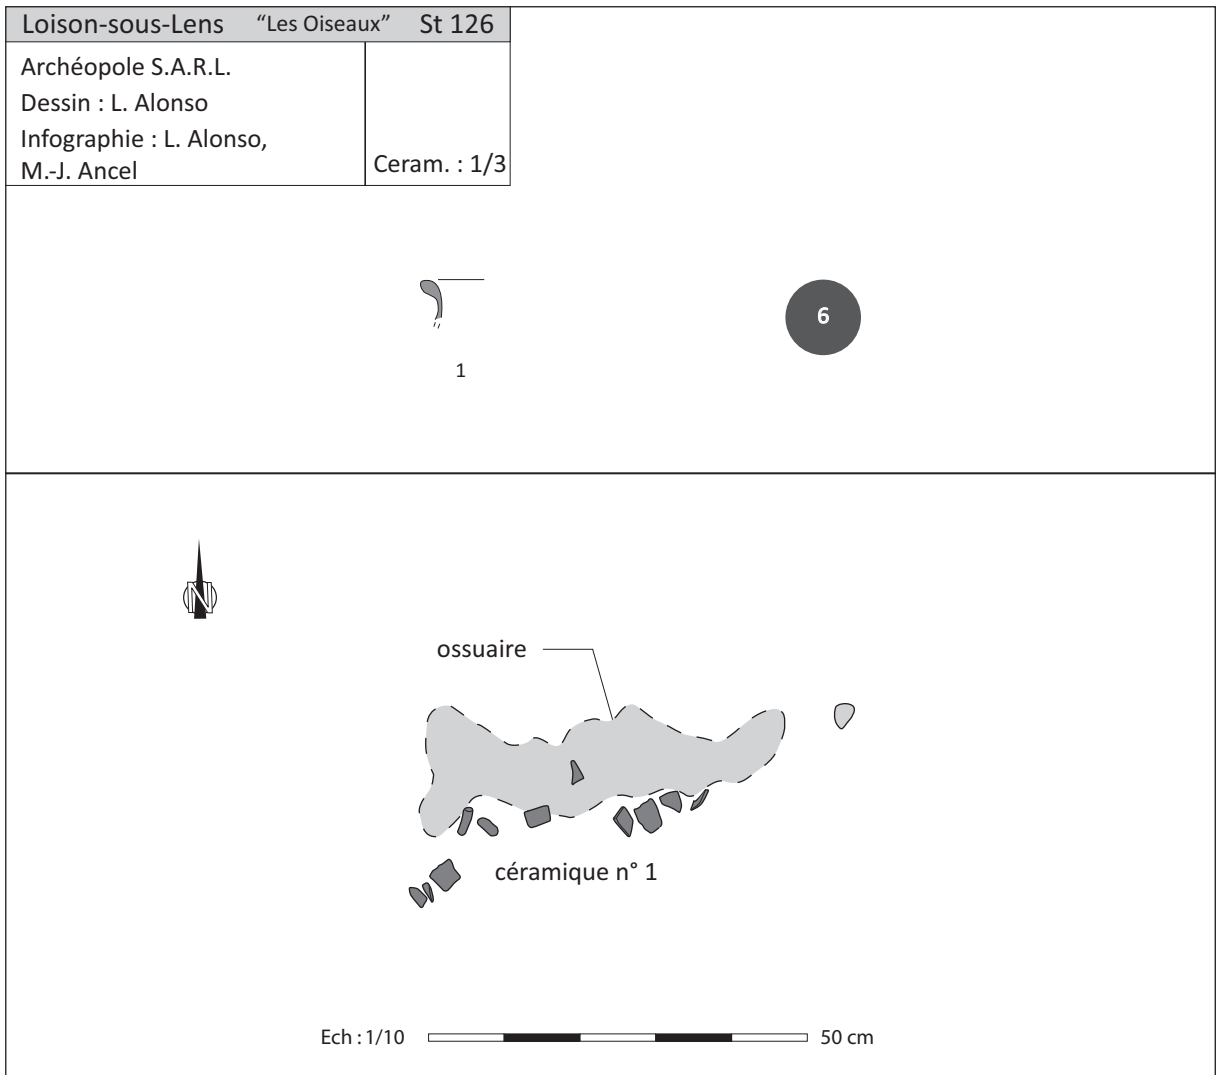 Loison-sous-Lens “Les Oiseaux” St 126
Archéopole S.A.R.L.
Dessin : L. Alonso
Infographie : L. Alonso,
M.-J. Ancel
Ceram. : 1/3
6
1
N
ossuaire
céramique n° 1
Ech : 1/10
50 cm